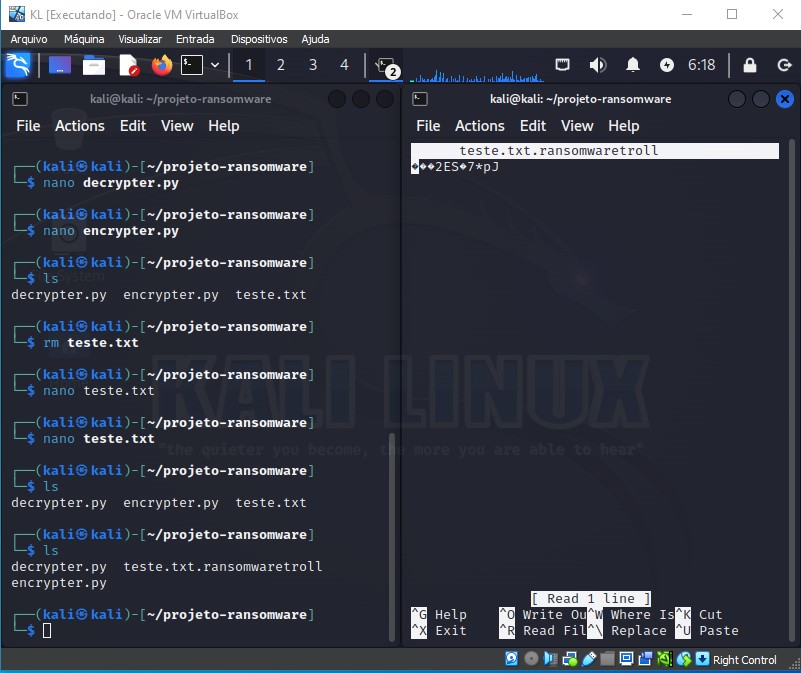 KL [Executando] - Oracle VM VirtualBox
Arquivo Máquina Visualizar Entrada Dispositivos Ajuda
1 2 3 4 2 6:18
kali@kali: ~/projeto-ransomware
File Actions Edit View Help
┌──(kali㉿kali)-[~/projeto-ransomware]
└─$ nano decrypter.py
┌──(kali㉿kali)-[~/projeto-ransomware]
└─$ nano encrypter.py
┌──(kali㉿kali)-[~/projeto-ransomware]
└─$ ls
decrypter.py encrypter.py teste.txt
┌──(kali㉿kali)-[~/projeto-ransomware]
└─$ rm teste.txt
┌──(kali㉿kali)-[~/projeto-ransomware]
└─$ nano teste.txt
┌──(kali㉿kali)-[~/projeto-ransomware]
└─$ nano teste.txt
┌──(kali㉿kali)-[~/projeto-ransomware]
└─$ ls
decrypter.py encrypter.py teste.txt
┌──(kali㉿kali)-[~/projeto-ransomware]
└─$ ls
decrypter.py teste.txt.ransomwaretroll
encrypter.py
┌──(kali㉿kali)-[~/projeto-ransomware]
└─$
kali@kali: ~/projeto-ransomware
File Actions Edit View Help
teste.txt.ransomwaretroll
���2ES�7*pJ
[ Read 1 line ]
^G Help ^O Write Ou^W Where Is^K Cut
^X Exit ^R Read Fil^\ Replace ^U Paste
KALI LINUX
"the quieter you become, the more you are able to hear"
Right Control